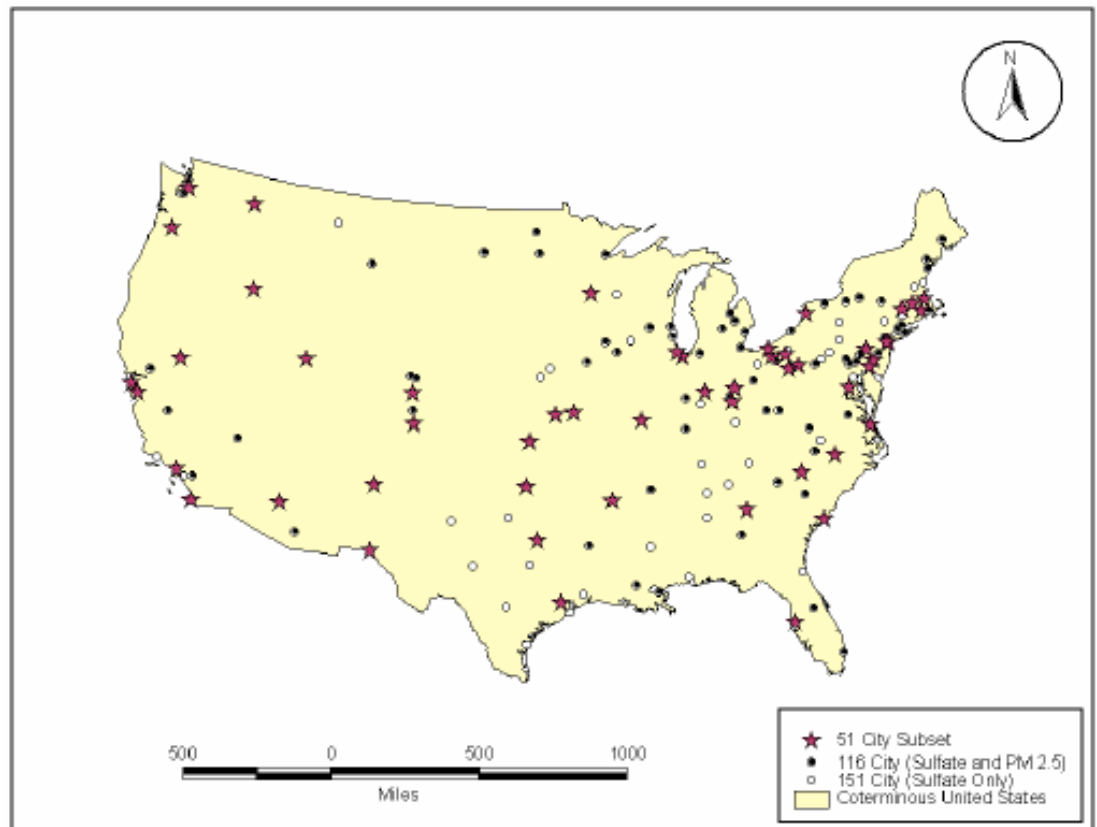 N
500 0 500 1000
Miles
51 City Subset
116 City (Sulfate and PM 2.5)
151 City (Sulfate Only)
Coterminous United States